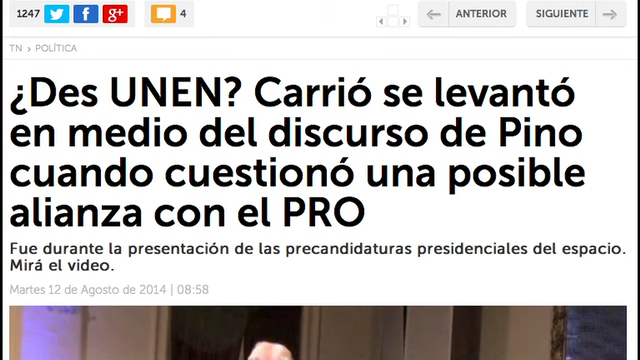 1247 4 ANTERIOR SIGUIENTE
TN > POLÍTICA
¿Des UNEN? Carrió se levantó
en medio del discurso de Pino
cuando cuestionó una posible
alianza con el PRO
Fue durante la presentación de las precandidaturas presidenciales del espacio.
Mirá el video.
Martes 12 de Agosto de 2014 | 08:58